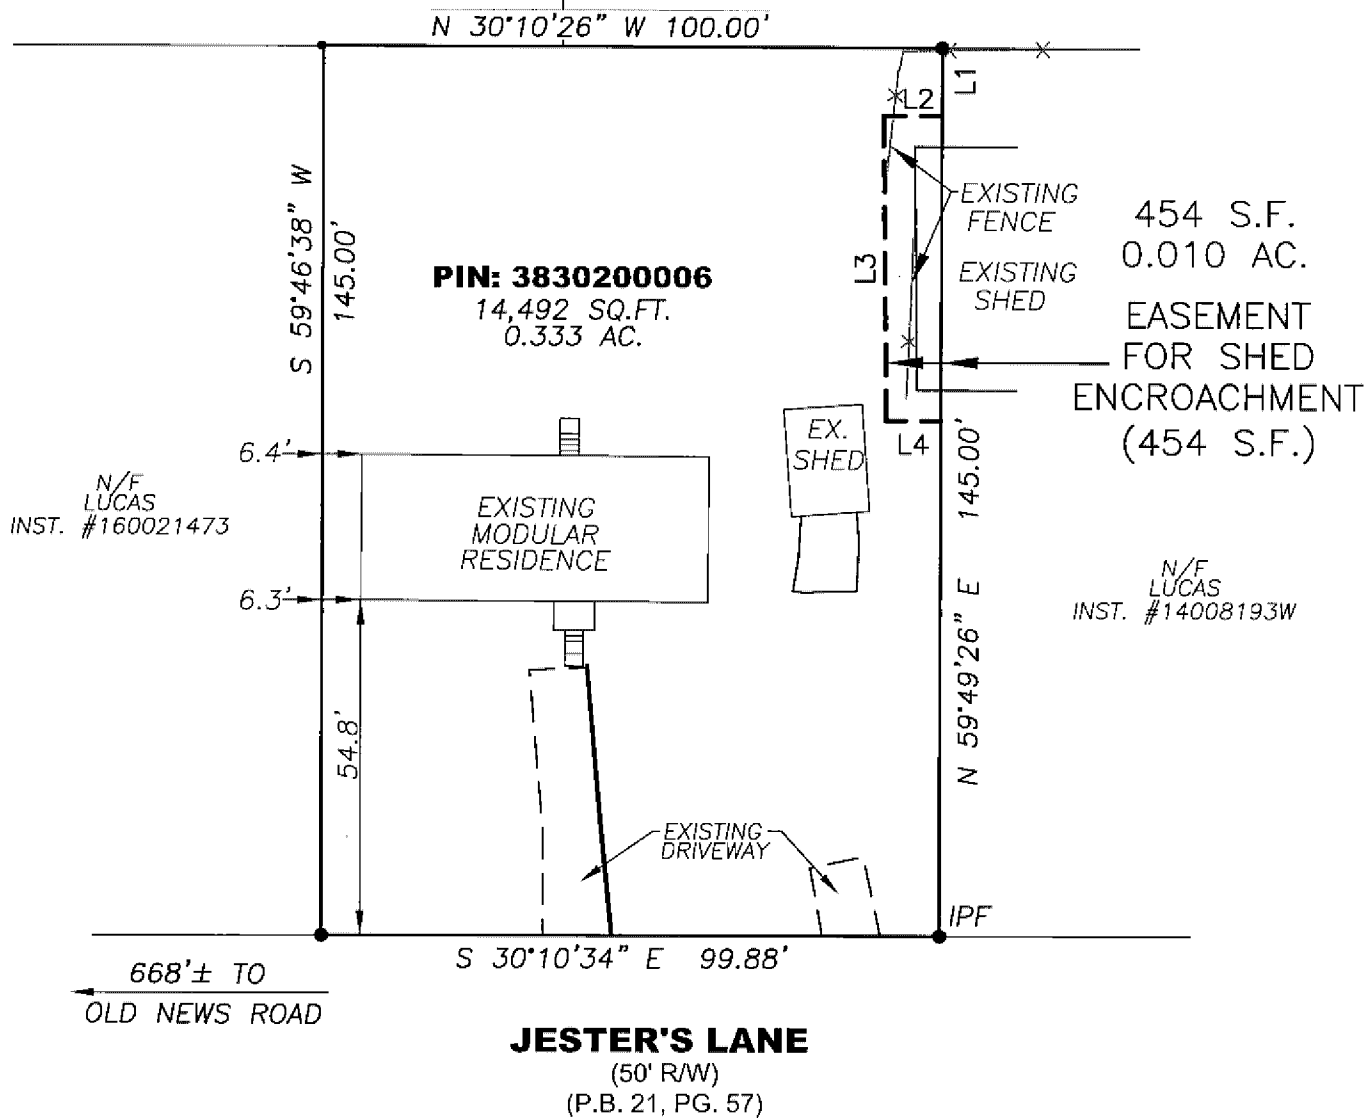 N 30°10'26" W 100.00'
L1
L2
S 59°46'38" W
145.00'
EXISTING
FENCE
454 S.F.
0.010 AC.
L3
PIN: 3830200006
14,492 SQ.FT.
0.333 AC.
EXISTING
SHED
EASEMENT
FOR SHED
ENCROACHMENT
(454 S.F.)
EX.
SHED
L4
6.4'
N/F
LUCAS
INST. #160021473
EXISTING
MODULAR
RESIDENCE
6.3'
N 59°49'26" E 145.00'
N/F
LUCAS
INST. #14008193W
54.8'
EXISTING
DRIVEWAY
IPF
S 30°10'34" E 99.88'
668'± TO
OLD NEWS ROAD
JESTER'S LANE
(50' R/W)
(P.B. 21, PG. 57)